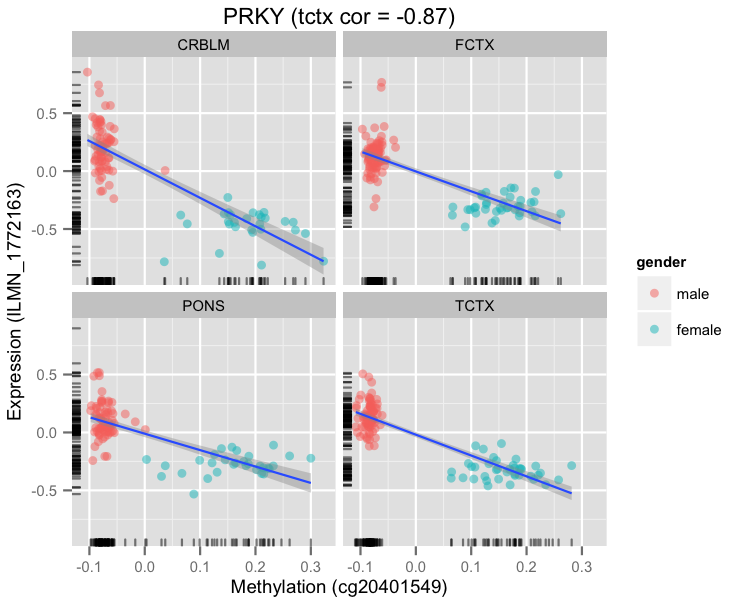 PRKY (tctx cor = -0.87)
CRBLM
FCTX
0.5
0.0
-0.5
PONS
TCTX
0.5
0.0
-0.5
-0.1 0.0 0.1 0.2 0.3
-0.1 0.0 0.1 0.2 0.3
Methylation (cg20401549)
Expression (ILMN_1772163)
gender
male
female